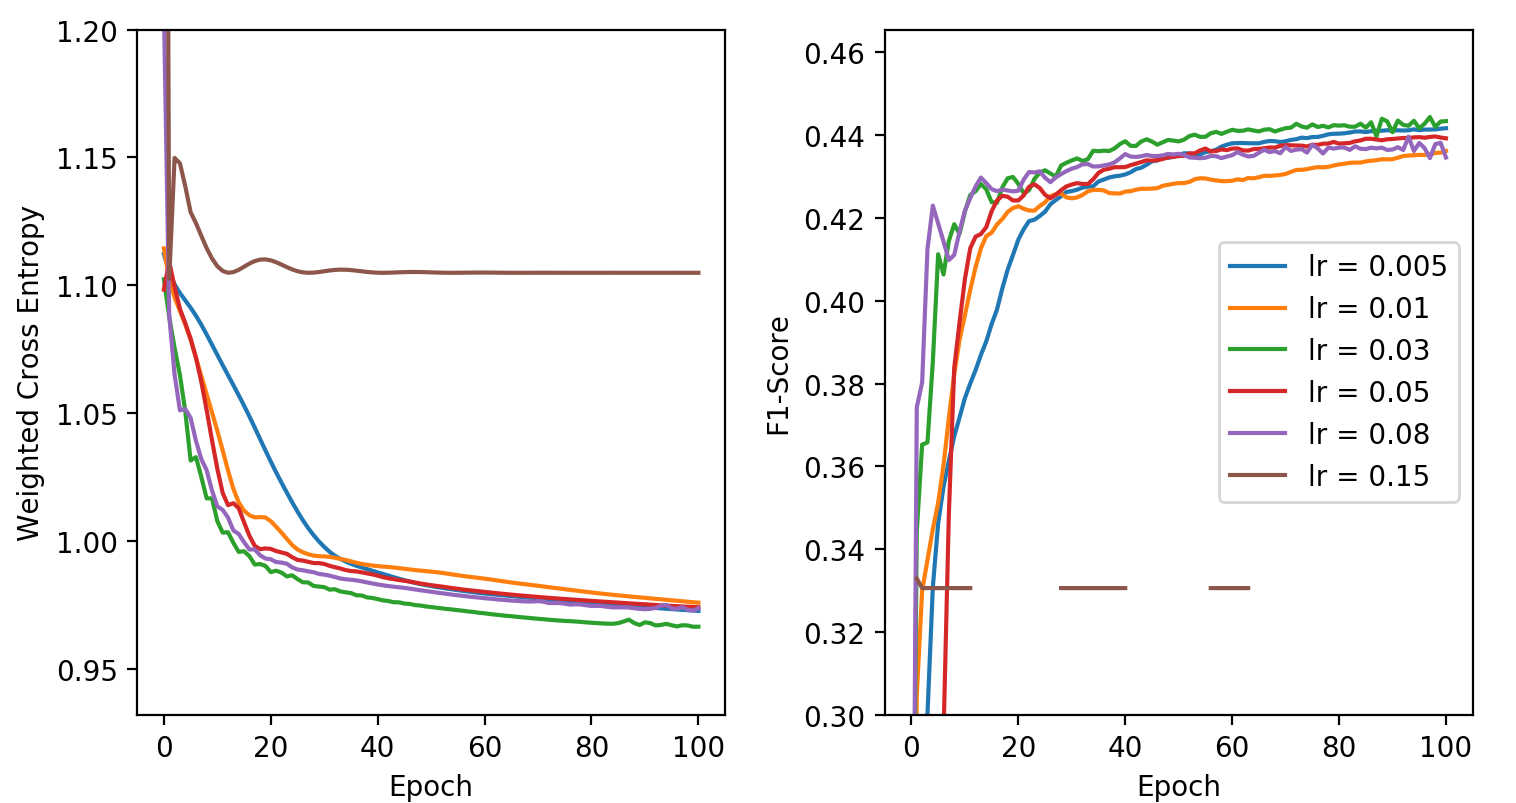 1.20
1.15
1.10
1.05
1.00
0.95
0 20 40 60 80 100
Epoch
Weighted Cross Entropy
0.46
0.44
0.42
0.40
0.38
0.36
0.34
0.32
0.30
0 20 40 60 80 100
Epoch
F1-Score
lr = 0.005
lr = 0.01
lr = 0.03
lr = 0.05
lr = 0.08
lr = 0.15